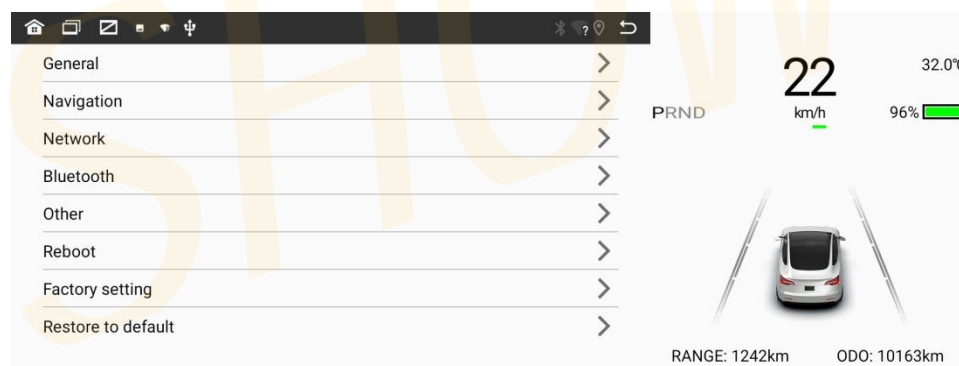 General
Navigation
Network
Bluetooth
Other
Reboot
Factory setting
Restore to default
22
km/h
32.0°C
PRND
96%
RANGE: 1242km
ODO: 10163km
SHOW